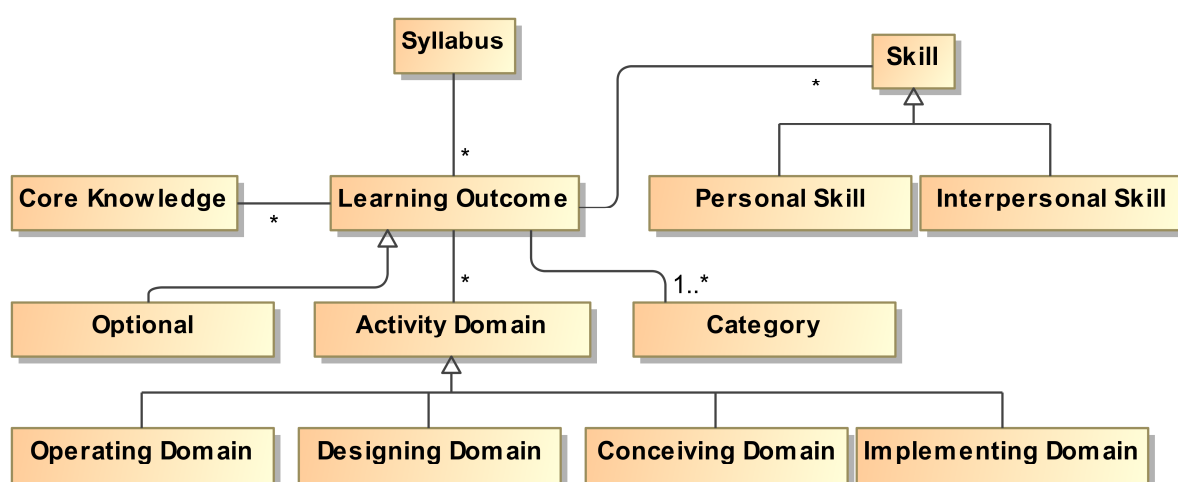 Syllabus
Skill
*
*
Core Knowledge
Learning Outcome
Personal Skill
Interpersonal Skill
*
*
1..*
Optional
Activity Domain
Category
Operating Domain
Designing Domain
Conceiving Domain
Implementing Domain